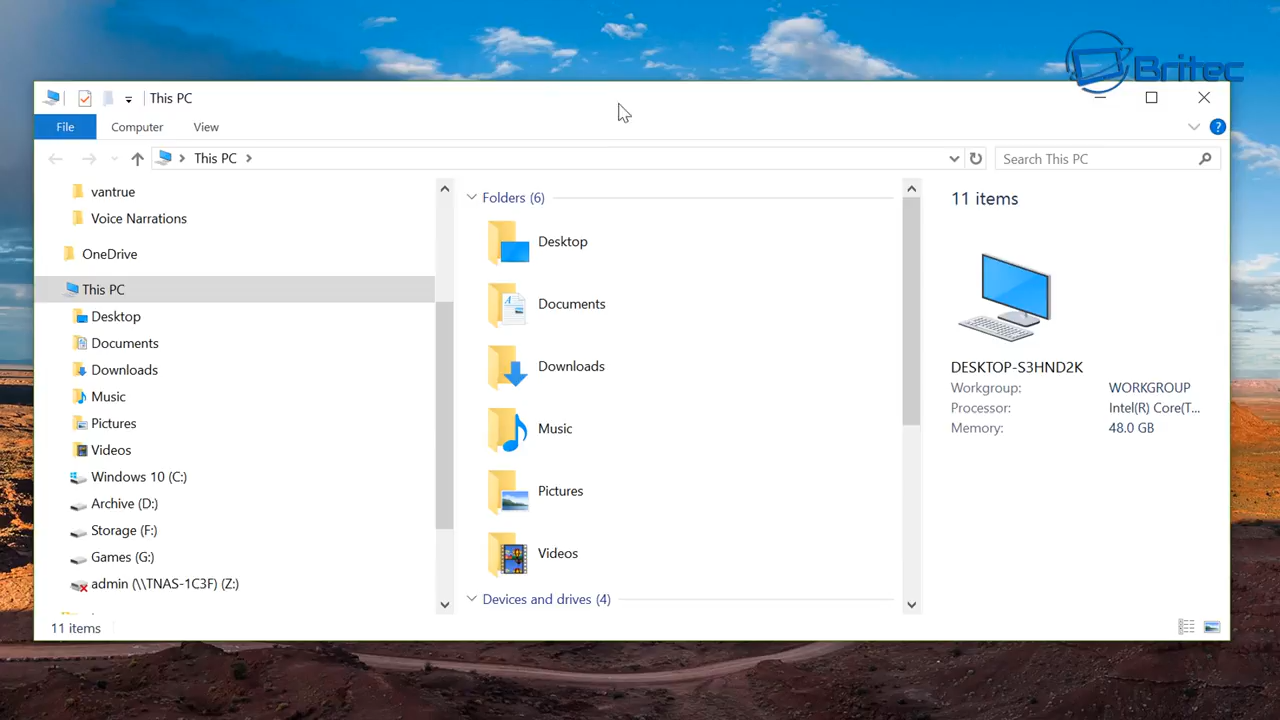 Britec
This PC
File
Computer
View
?
This PC
Search This PC
vantrue
Voice Narrations
OneDrive
This PC
Desktop
Documents
Downloads
Music
Pictures
Videos
Windows 10 (C:)
Archive (D:)
Storage (F:)
Games (G:)
admin (\\TNAS-1C3F) (Z:)
Folders (6)
Desktop
Documents
Downloads
Music
Pictures
Videos
Devices and drives (4)
11 items
DESKTOP-S3HND2K
Workgroup: WORKGROUP
Processor: Intel(R) Core(T...
Memory: 48.0 GB
11 items